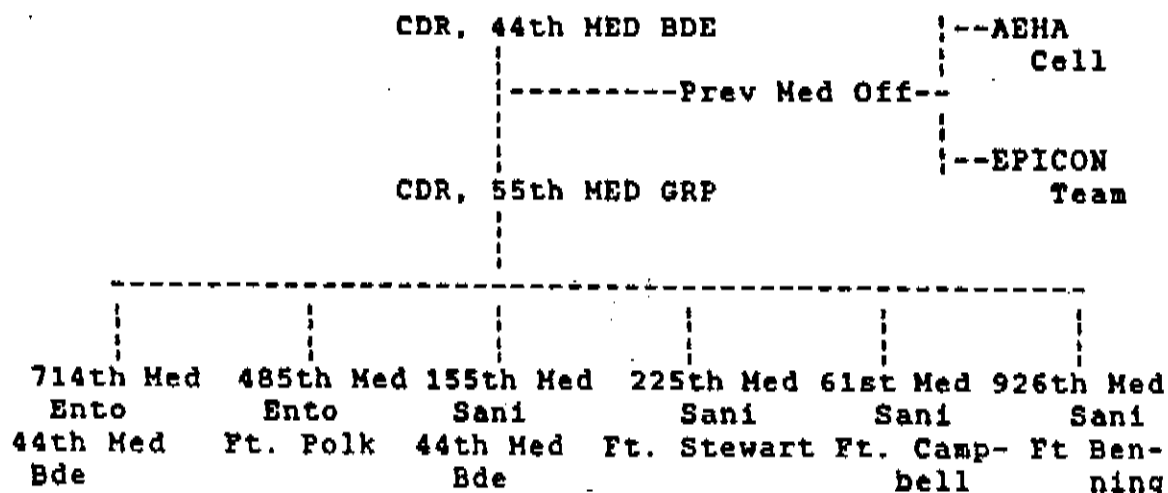 CDR, 44th MED BDE
--AEHA
Cell
---------Prev Med Off--
--EPICON
Team
CDR, 55th MED GRP
714th Med 485th Med 155th Med 225th Med 61st Med 926th Med
Ento Ento Sani Sani Sani Sani
44th Med Ft. Polk 44th Med Ft. Stewart Ft. Camp- Ft Ben-
Bde Bde bell ning